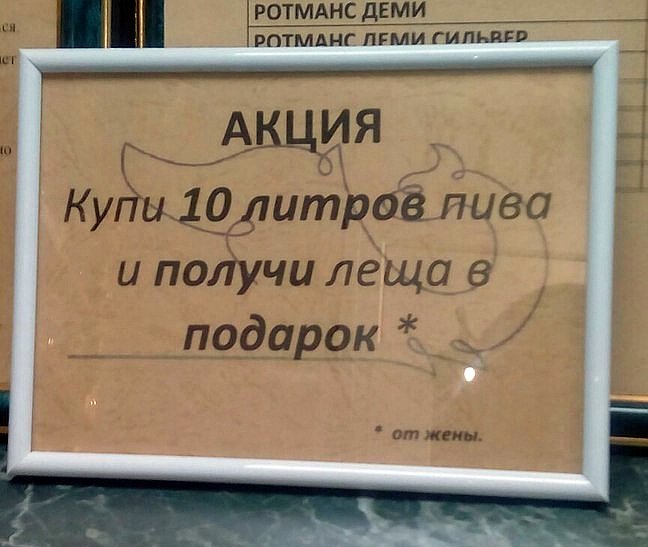 РОТМАНС ДЕМИ
РОТМАНС ДЕМИ СИЛЬВЕР
АКЦИЯ
Купи 10 литров пива
и получи леща в
подарок *
* от жены.